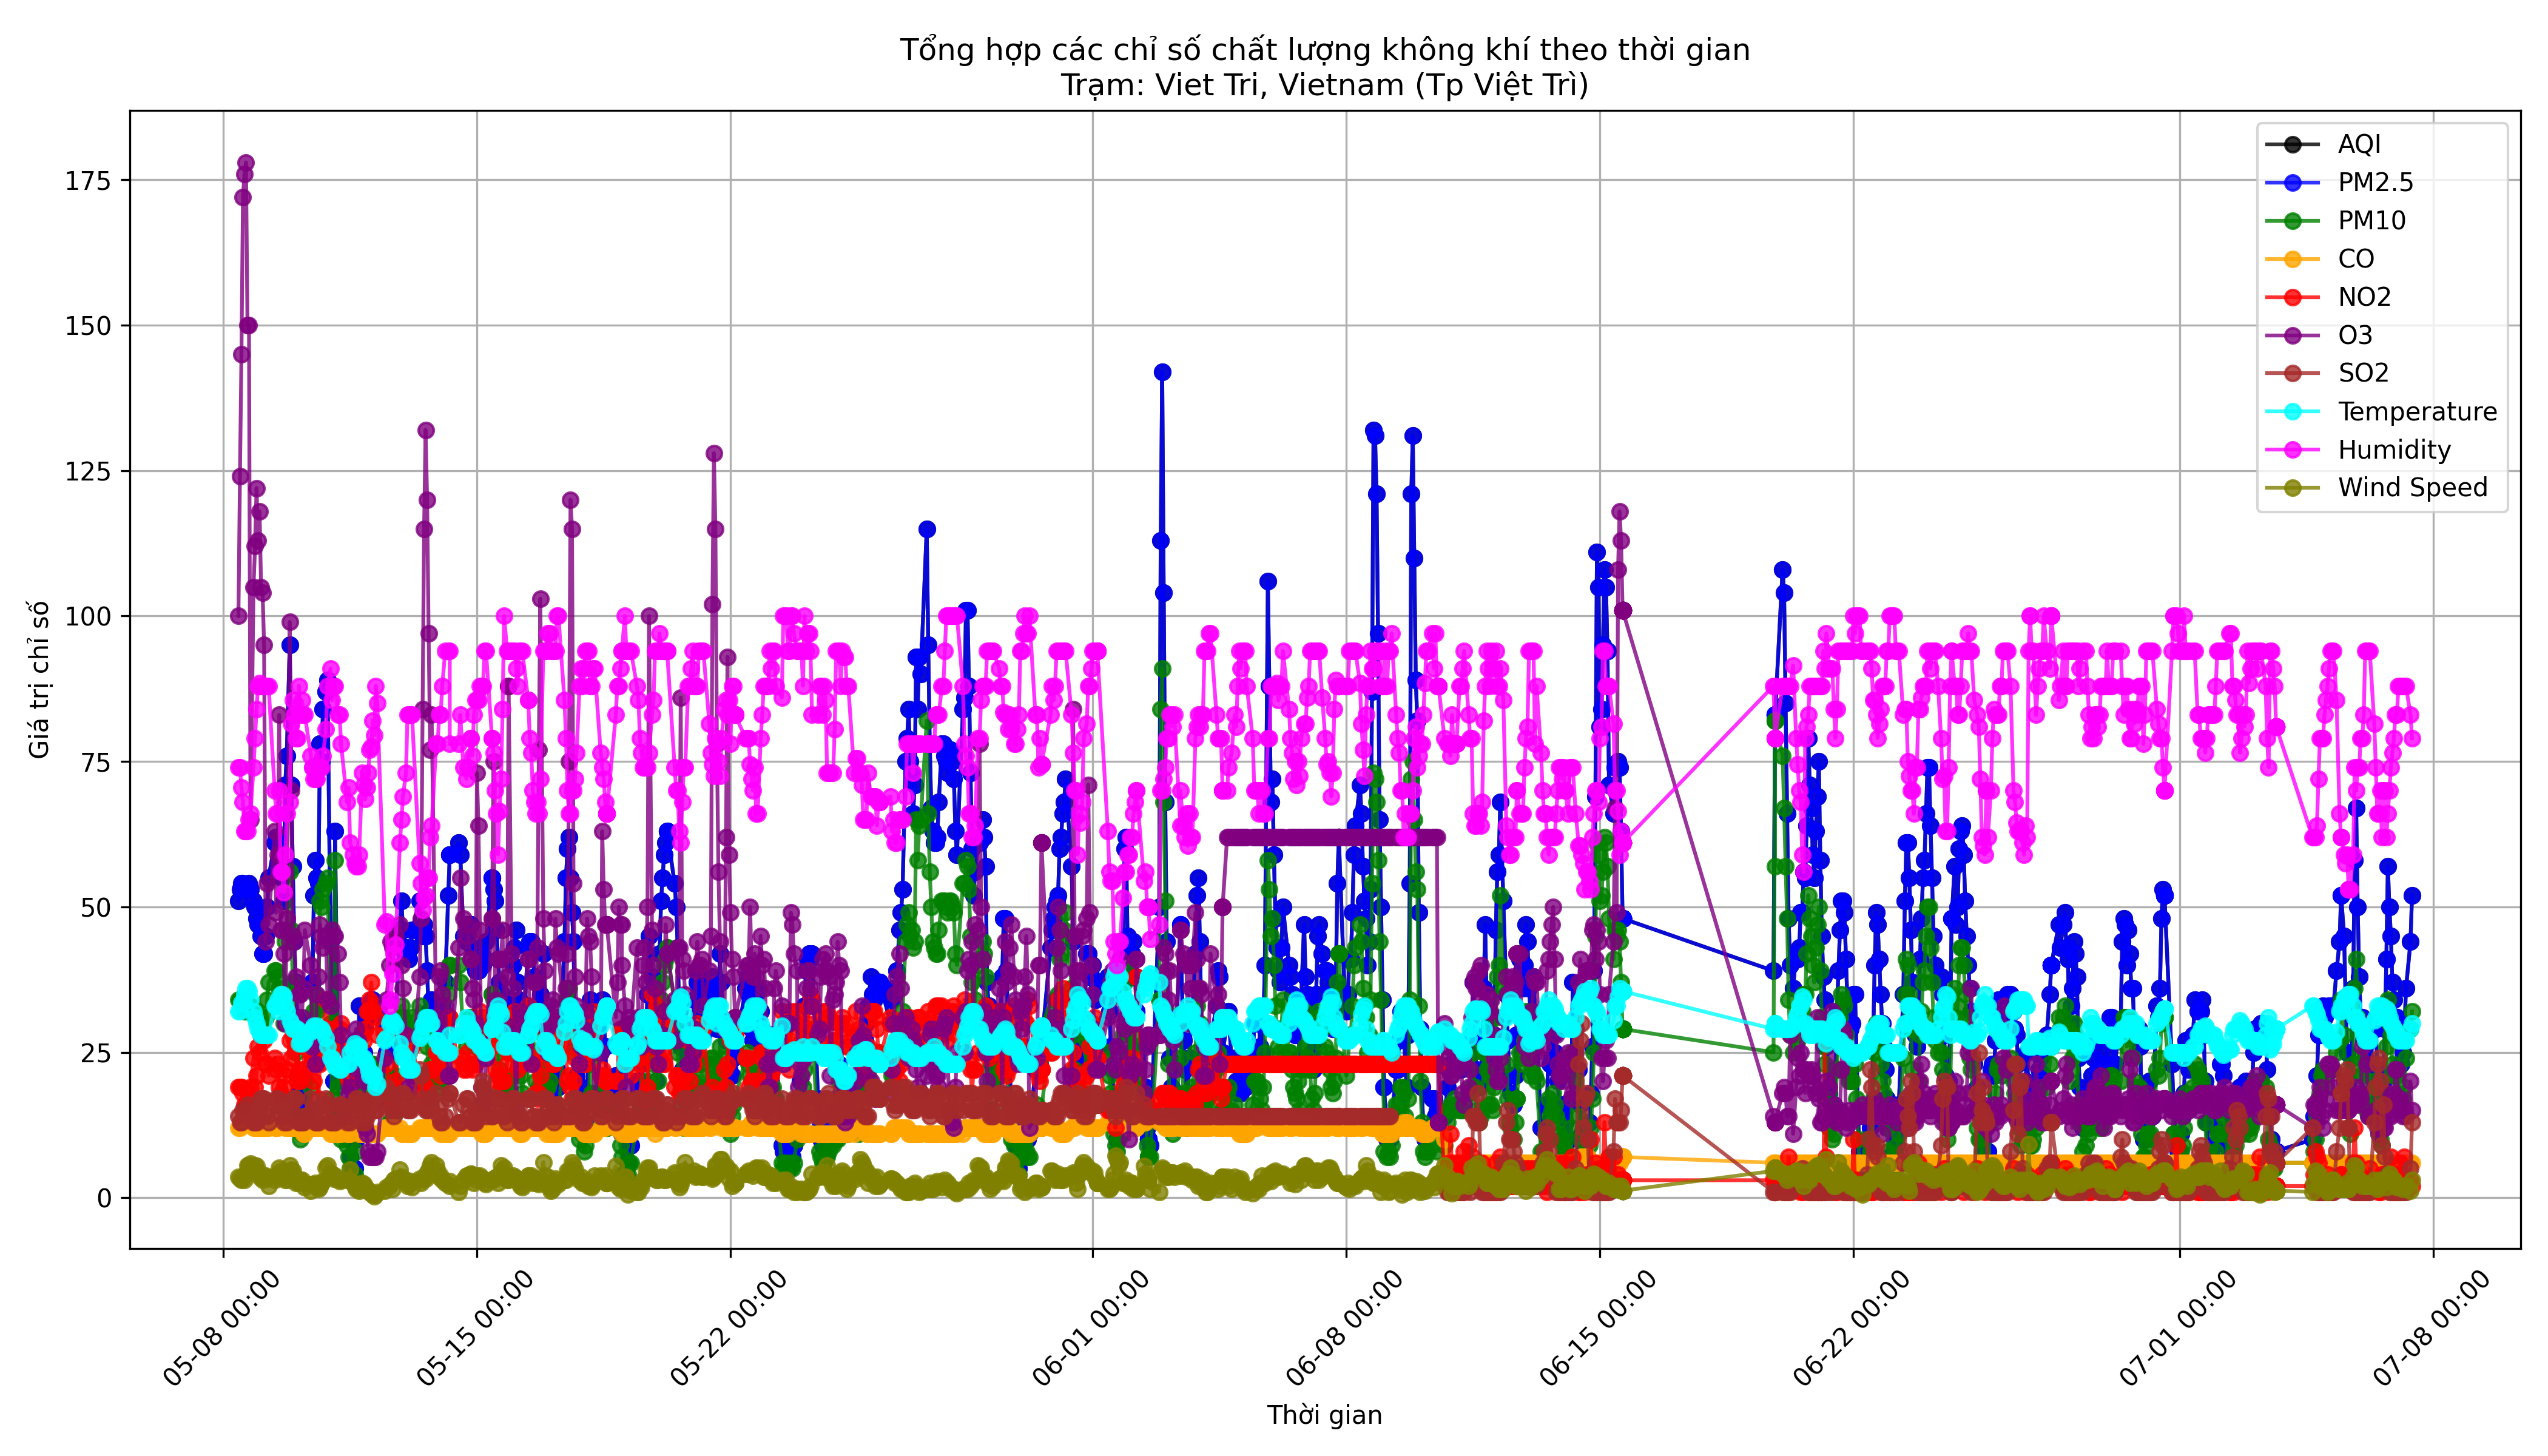 Tổng hợp các chỉ số chất lượng không khí theo thời gian
Trạm: Viet Tri, Vietnam (Tp Việt Trì)
Giá trị chỉ số
175
150
125
100
75
50
25
0
AQI
PM2.5
PM10
CO
NO2
O3
SO2
Temperature
Humidity
Wind Speed
05-08 00:00
05-15 00:00
05-22 00:00
06-01 00:00
06-08 00:00
06-15 00:00
06-22 00:00
07-01 00:00
07-08 00:00
Thời gian